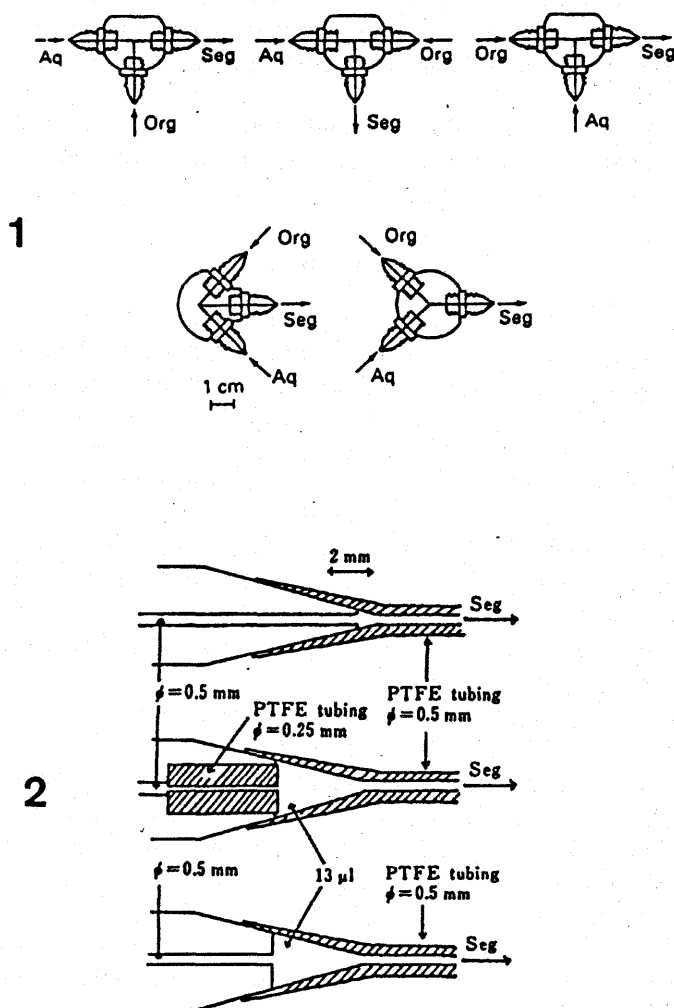 Aq
Seg
Org
Aq
Org
Seg
Org
Seg
Aq
1
Org
Seg
Aq
1 cm
Org
Seg
Aq
2 mm
Seg
ϕ=0.5 mm
PTFE tubing
ϕ=0.25 mm
PTFE tubing
ϕ=0.5 mm
Seg
2
ϕ=0.5 mm
13 µl
PTFE tubing
ϕ=0.5 mm
Seg